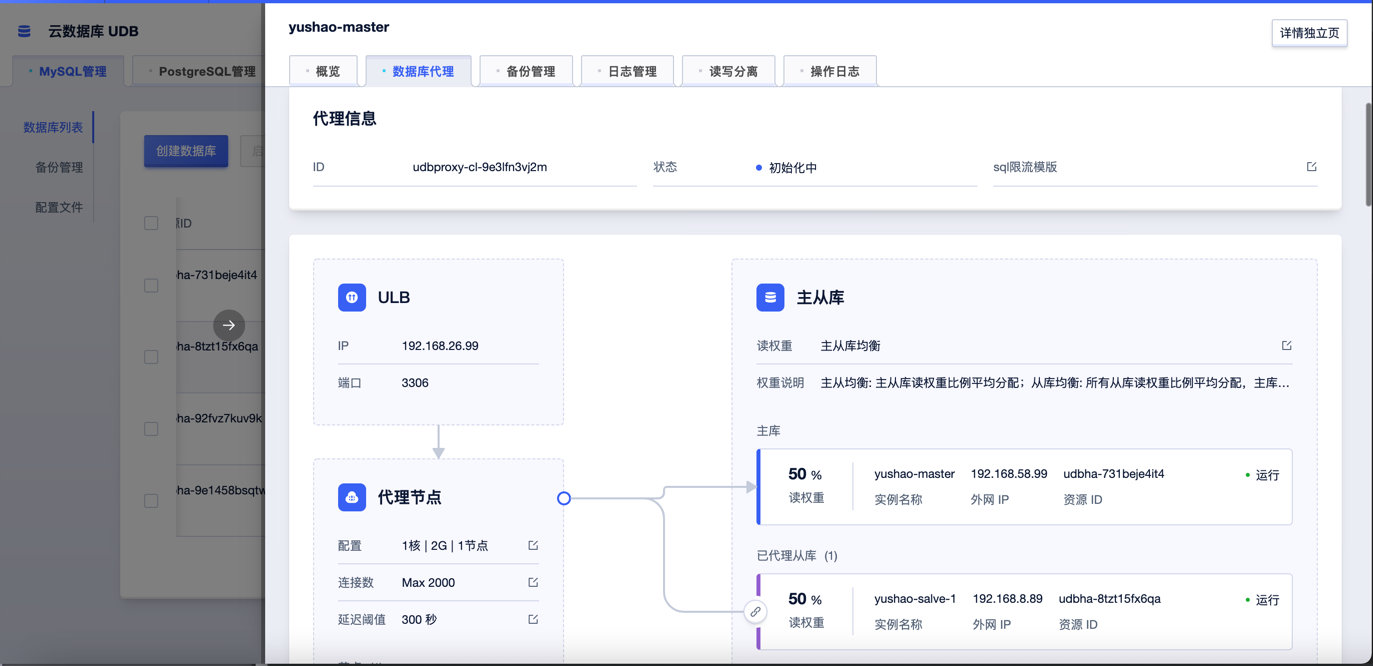 云数据库 UDB
MySQL管理
PostgreSQL管理
数据库列表
备份管理
配置文件
创建数据库
启
源ID
ha-731beje4it4
ha-8tzt15fx6qa
ha-92fvz7kuv9k
ha-9e1458bsqtw
yushao-master
详情独立页
概览
数据库代理
备份管理
日志管理
读写分离
操作日志
代理信息
ID udbproxy-cl-9e3lfn3vj2m
状态 初始化中
sql限流模版
ULB
IP 192.168.26.99
端口 3306
代理节点
配置 1核 | 2G | 1节点
连接数 Max 2000
延迟阈值 300 秒
主从库
读权重 主从库均衡
权重说明 主从均衡: 主从库读权重比例平均分配；从库均衡: 所有从库读权重比例平均分配，主库...
主库
50 % yushao-master 192.168.58.99 udbha-731beje4it4 运行
读权重 实例名称 外网 IP 资源 ID
已代理从库 (1)
50 % yushao-salve-1 192.168.8.89 udbha-8tzt15fx6qa 运行
读权重 实例名称 外网 IP 资源 ID